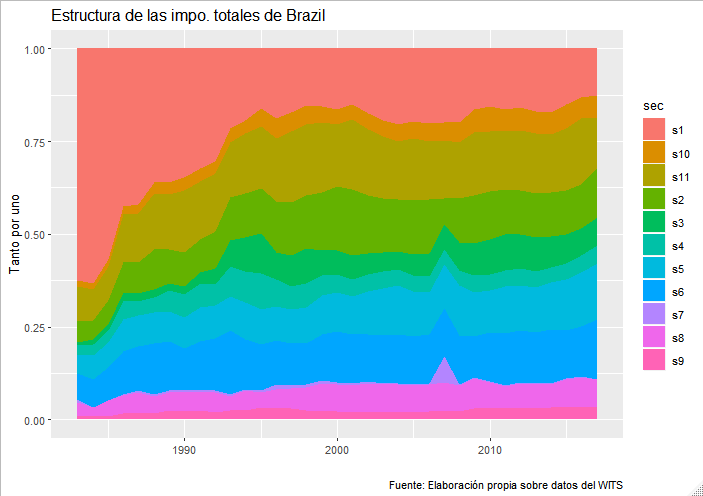 Estructura de las impo. totales de Brazil
Tanto por uno
1.00
0.75
0.50
0.25
0.00
1990
2000
2010
sec
s1
s10
s11
s2
s3
s4
s5
s6
s7
s8
s9
Fuente: Elaboración propia sobre datos del WITS